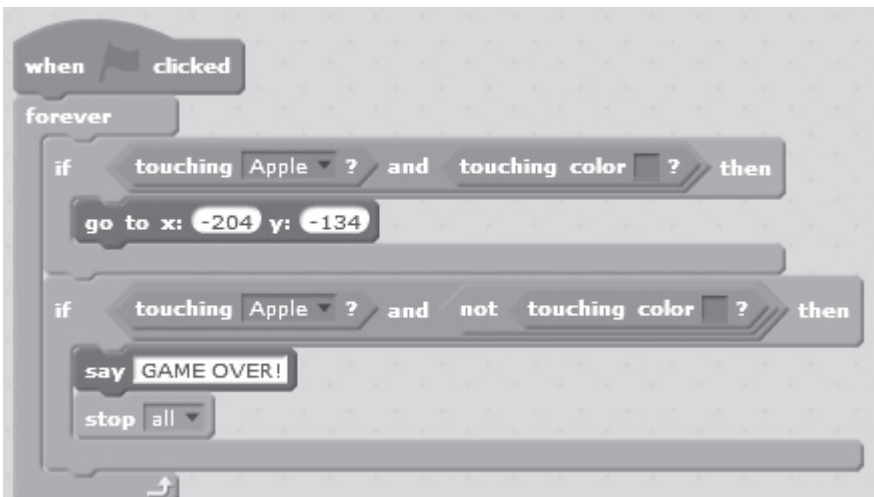 when clicked
forever
if touching Apple ? and touching color ? then
go to x: -204 y: -134
if touching Apple ? and not touching color ? then
say GAME OVER!
stop all